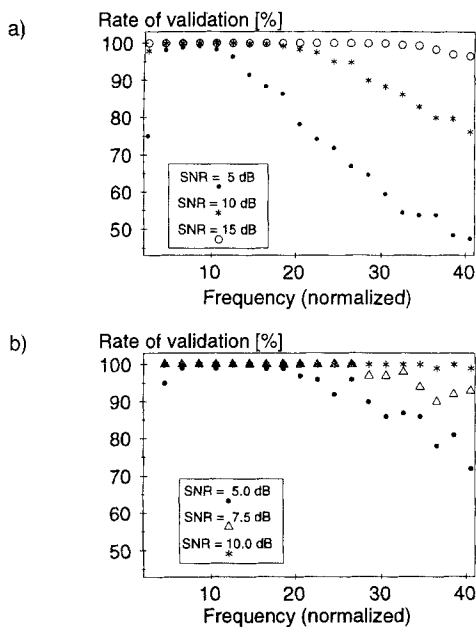 a)
Rate of validation [%]
100
90
80
70
60
50
SNR = 5 dB
SNR = 10 dB
SNR = 15 dB
10
20
30
40
Frequency (normalized)
b)
Rate of validation [%]
100
90
80
70
60
50
SNR = 5.0 dB
SNR = 7.5 dB
SNR = 10.0 dB
10
20
30
40
Frequency (normalized)